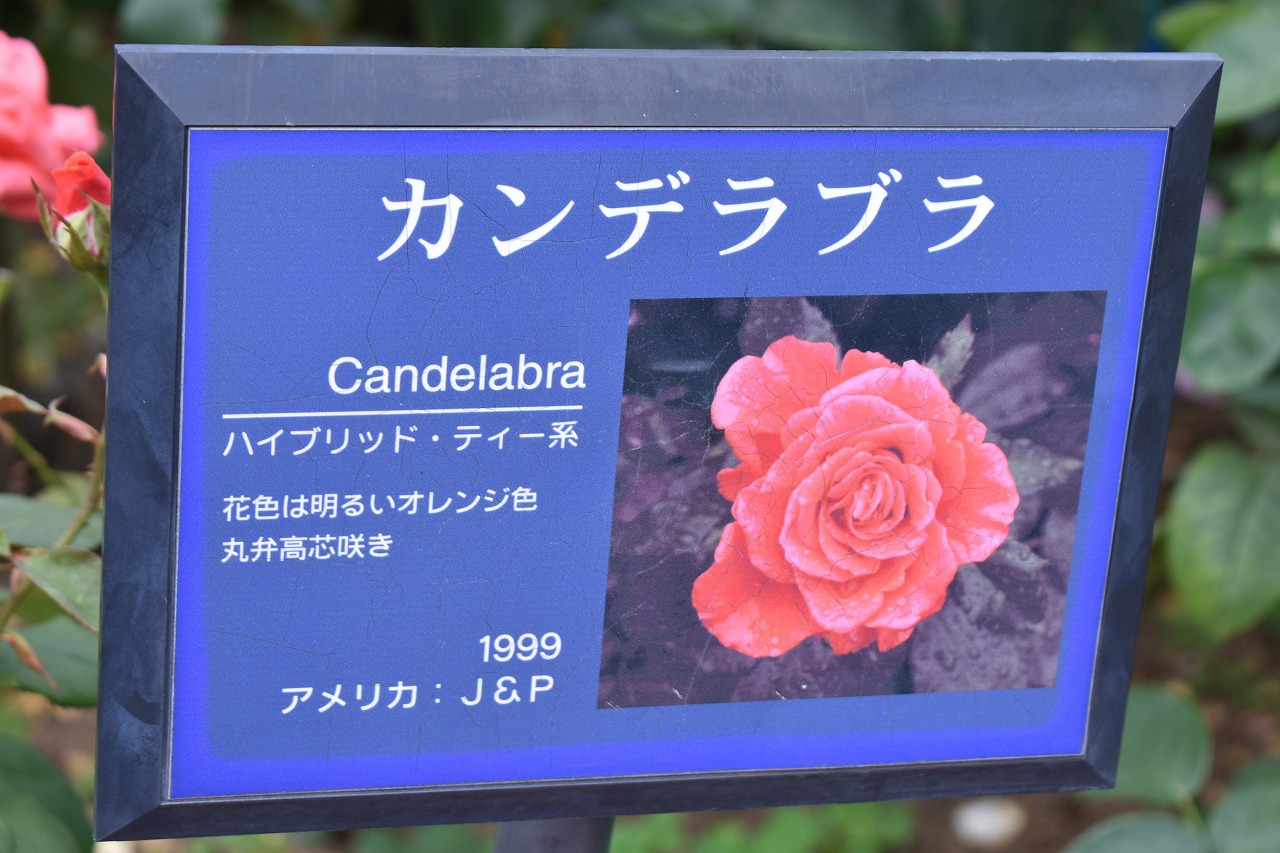 カンデラブラ
Candelabra
ハイブリッド・ティー系
花色は明るいオレンジ色
丸弁高芯咲き
1999
アメリカ：J＆P